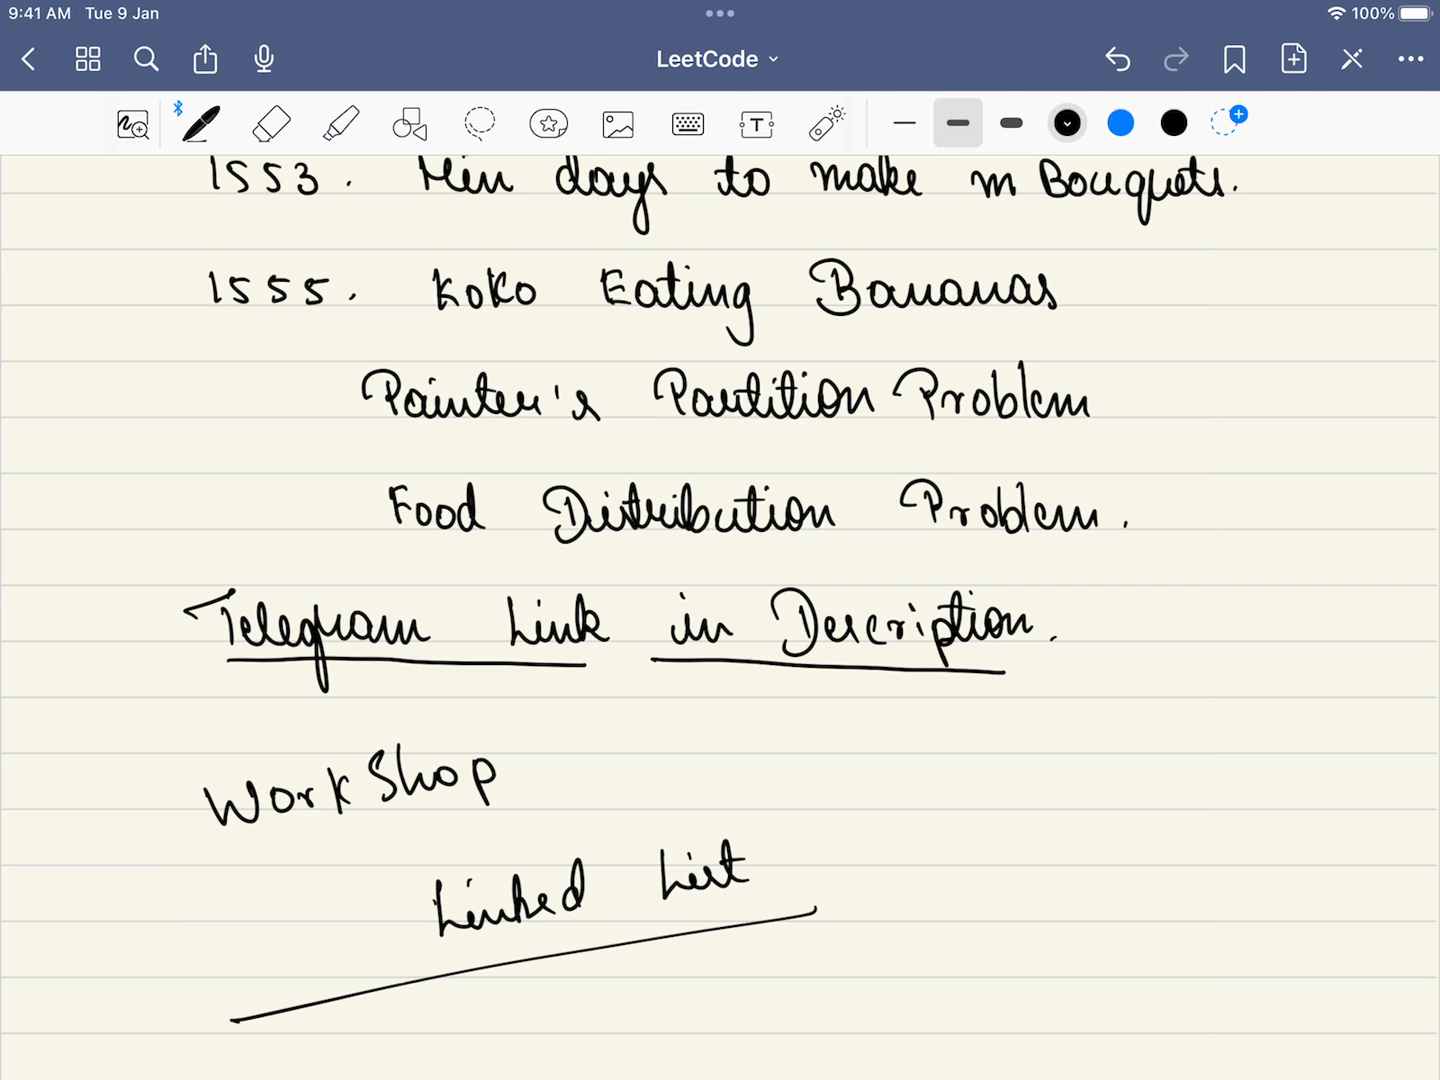 9:41 AM Tue 9 Jan 100%
LeetCode
1553. Min days to make m Bouquets.
1555. Koko Eating Bananas
Painter's Partition Problem
Food Distribution Problem.
Telegram Link in Description.
WorkShop
Linked List